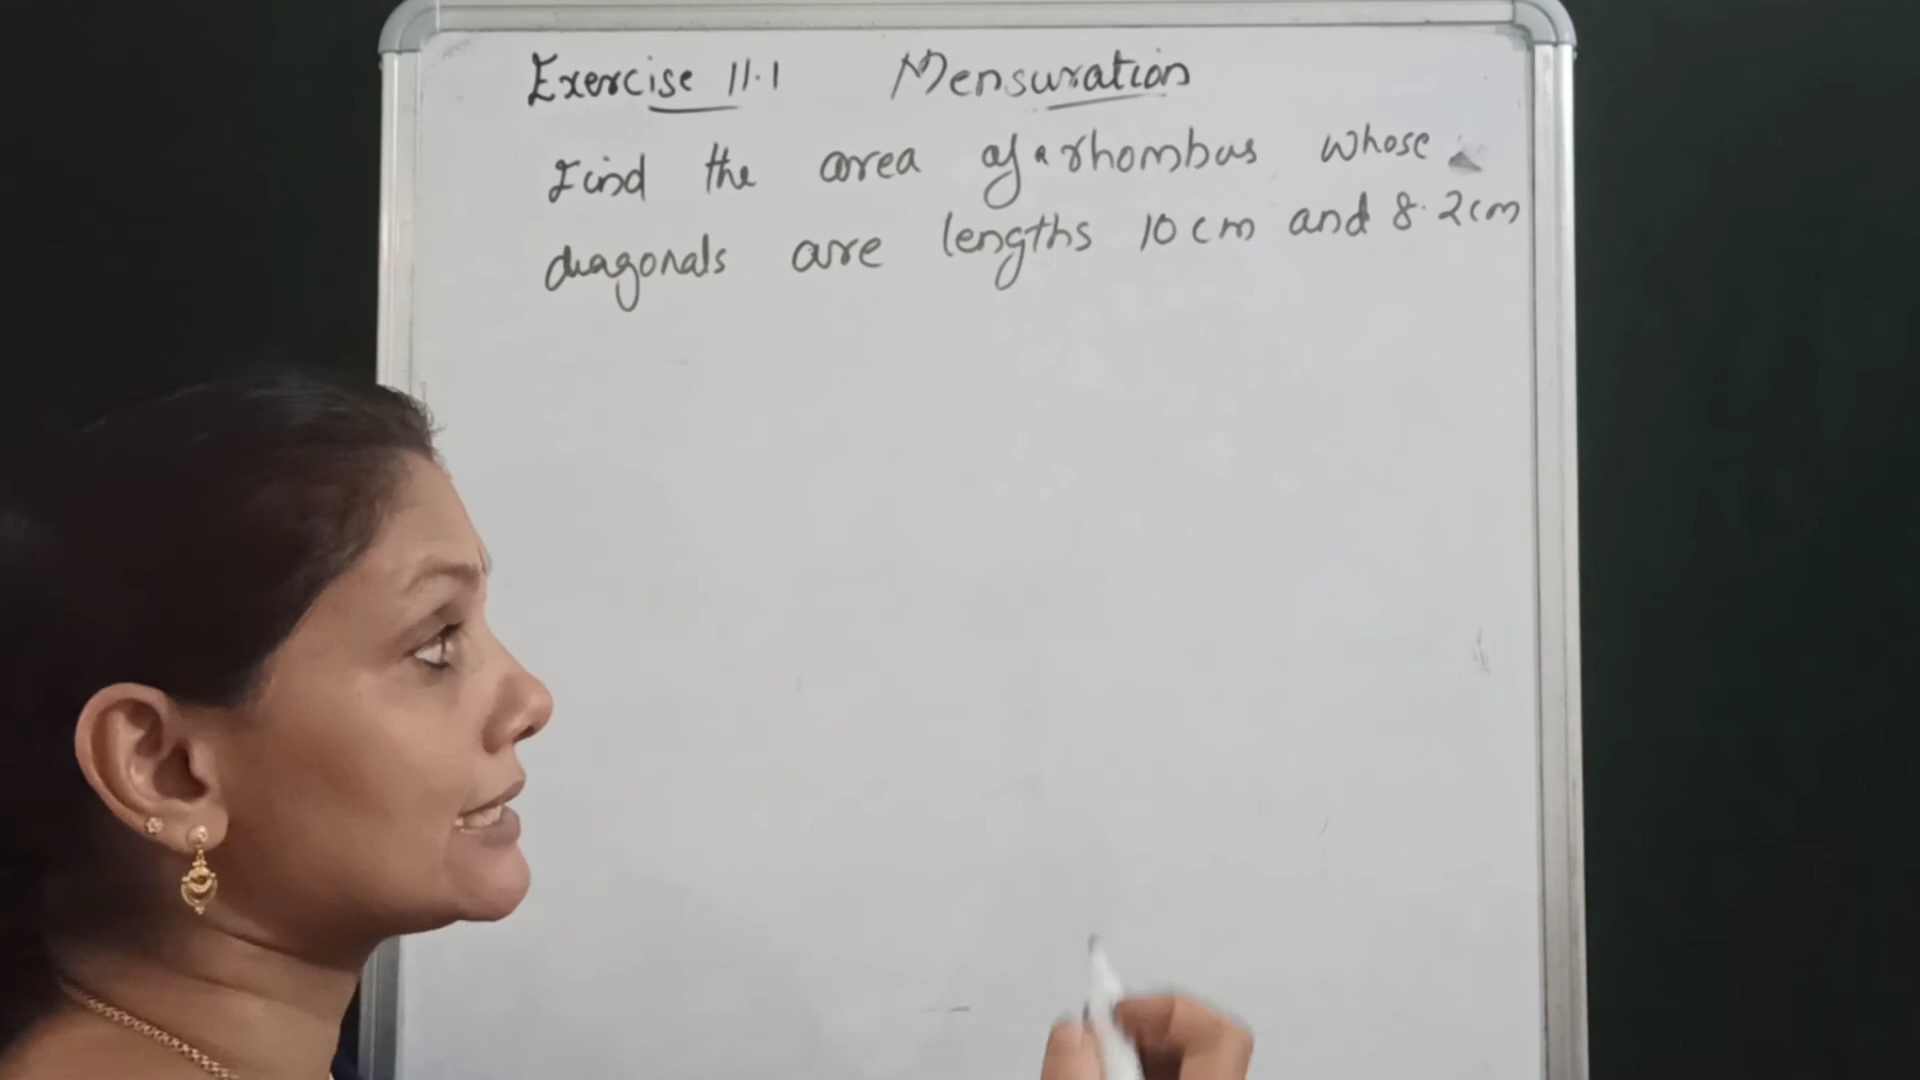 Exercise 11.1 Mensuration
Find the area of a rhombus whose
diagonals are lengths 10 cm and 8.2cm